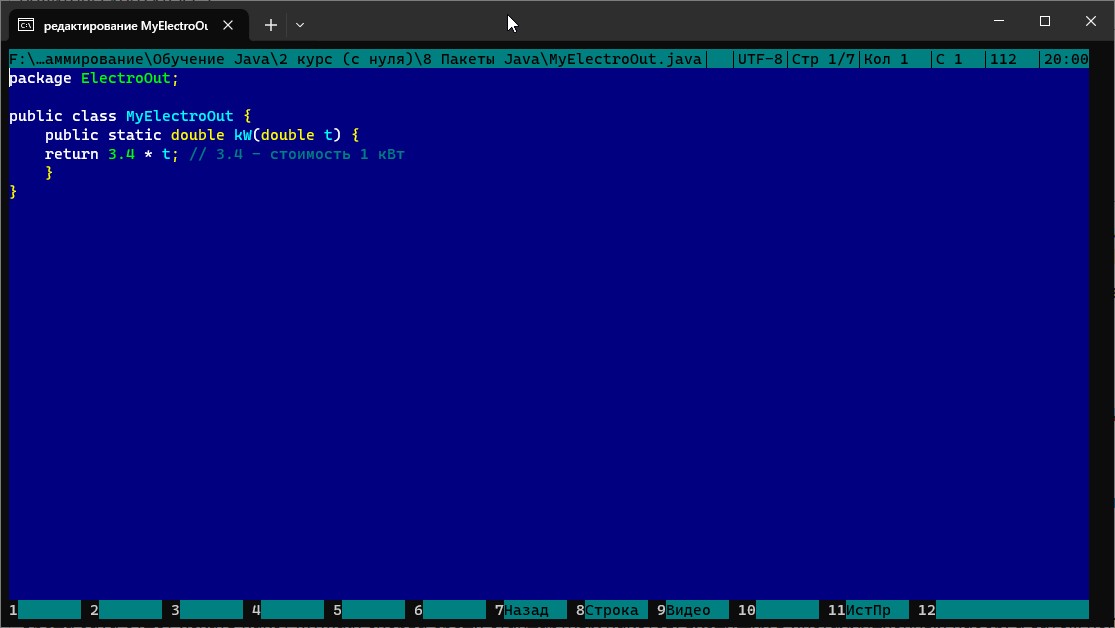 редактирование MyElectroOu
F:\…аммирование\Обучение Java\2 курс (с нуля)\8 Пакеты Java\MyElectroOut.java UTF-8 Стр 1/7 Кол 1 С 1 112 20:00
package ElectroOut;
public class MyElectroOut {
public static double kW(double t) {
return 3.4 * t; // 3.4 - стоимость 1 кВт
}
}
1 2 3 4 5 6 7Назад 8Строка 9Видео 10 11ИстПр 12